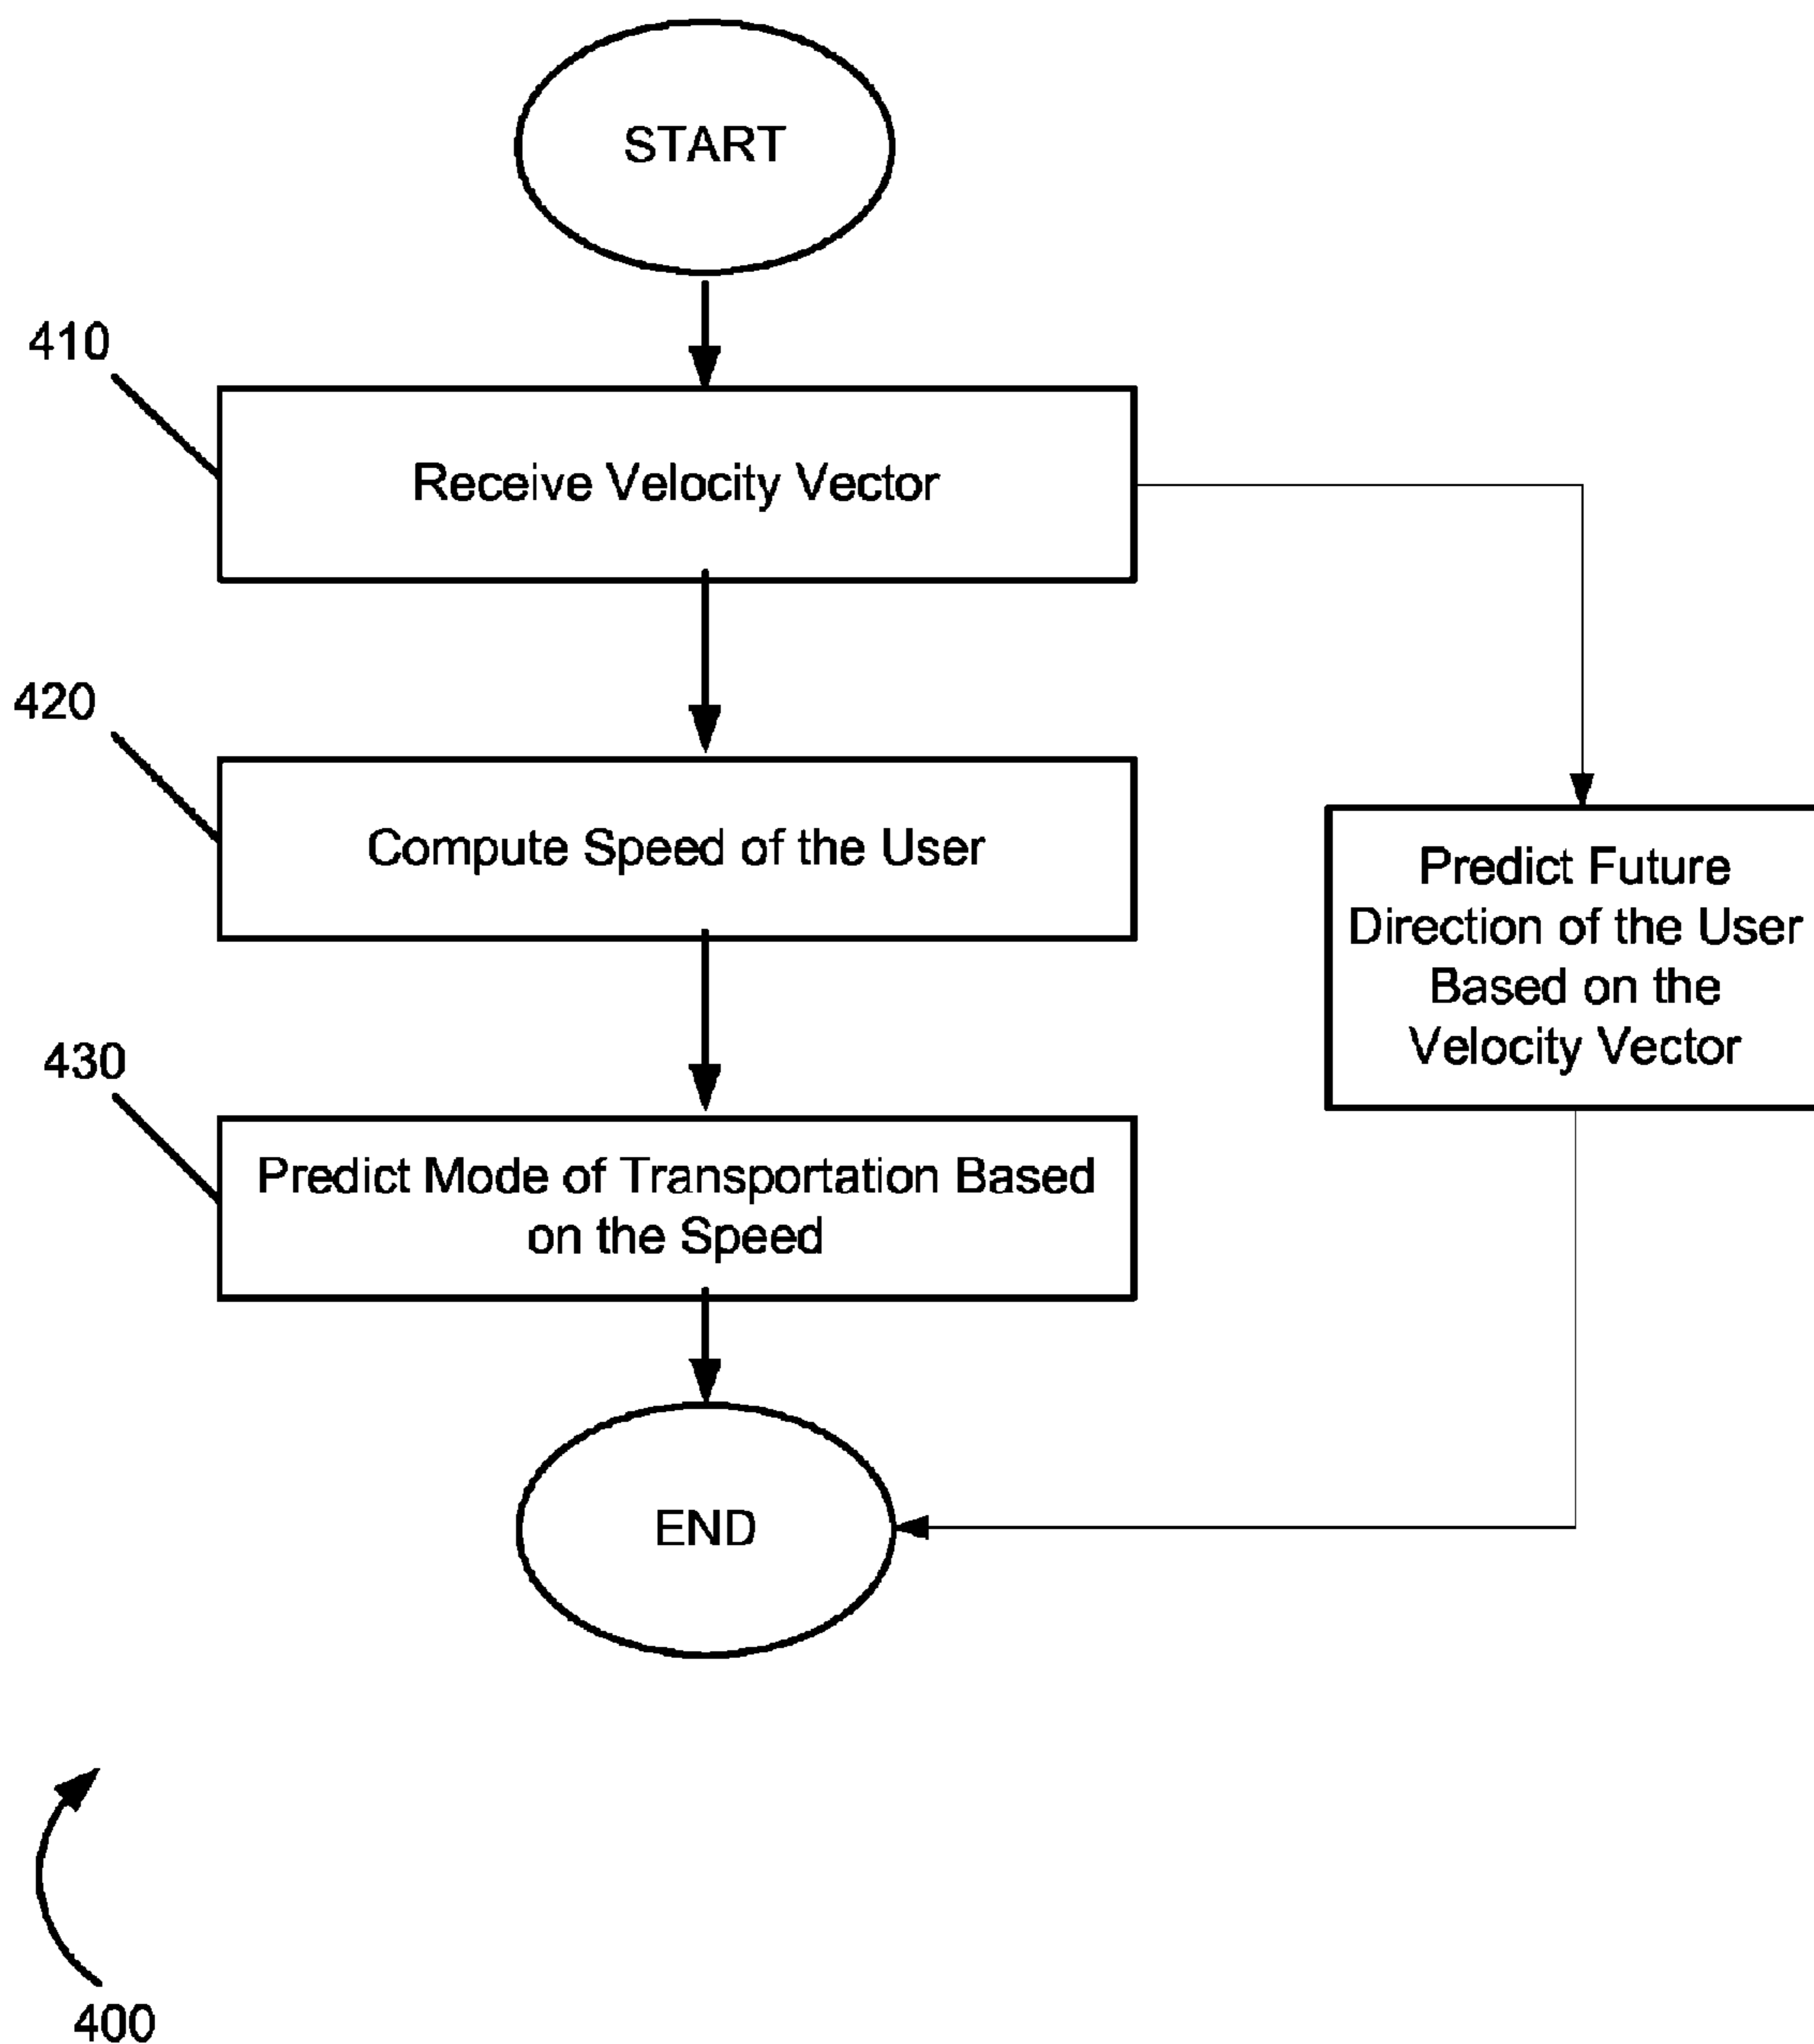 START
410
Receive Velocity Vector
420
Compute Speed of the User
Predict Future
Direction of the User
Based on the
Velocity Vector
430
Predict Mode of Transportation Based
on the Speed
END
400